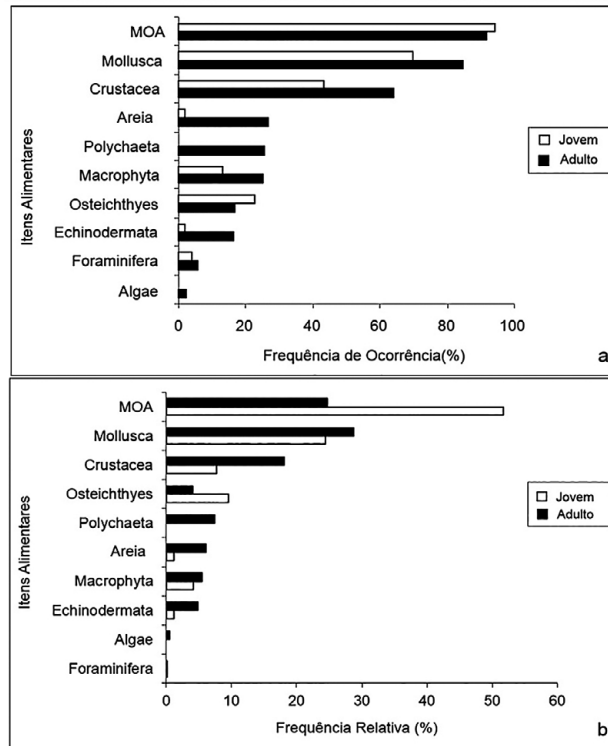 MOA
Mollusca
Crustacea
Areia
Polychaeta
Macrophyta
Osteichthyes
Echinodermata
Foraminifera
Algae
Itens Alimentares
Jovem
Adulto
0 20 40 60 80 100
Frequência de Ocorrência(%)
a
MOA
Mollusca
Crustacea
Osteichthyes
Polychaeta
Areia
Macrophyta
Echinodermata
Algae
Foraminifera
Itens Alimentares
Jovem
Adulto
0 10 20 30 40 50 60
Frequência Relativa (%)
b